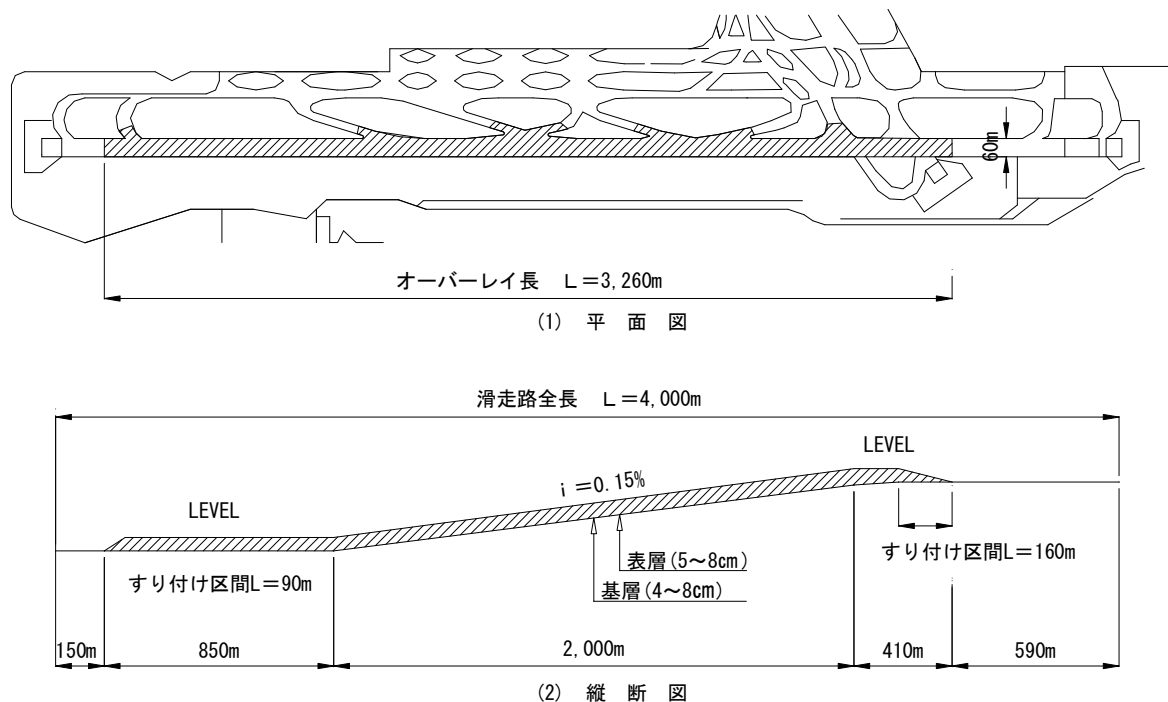 60m
オーバーレイ長 L=3,260m
(1) 平 面 図
滑走路全長 L=4,000m
LEVEL
i=0.15%
LEVEL
すり付け区間L=90m
表層(5~8cm)
基層(4~8cm)
すり付け区間L=160m
150m
850m
2,000m
410m
590m
(2) 縦 断 図